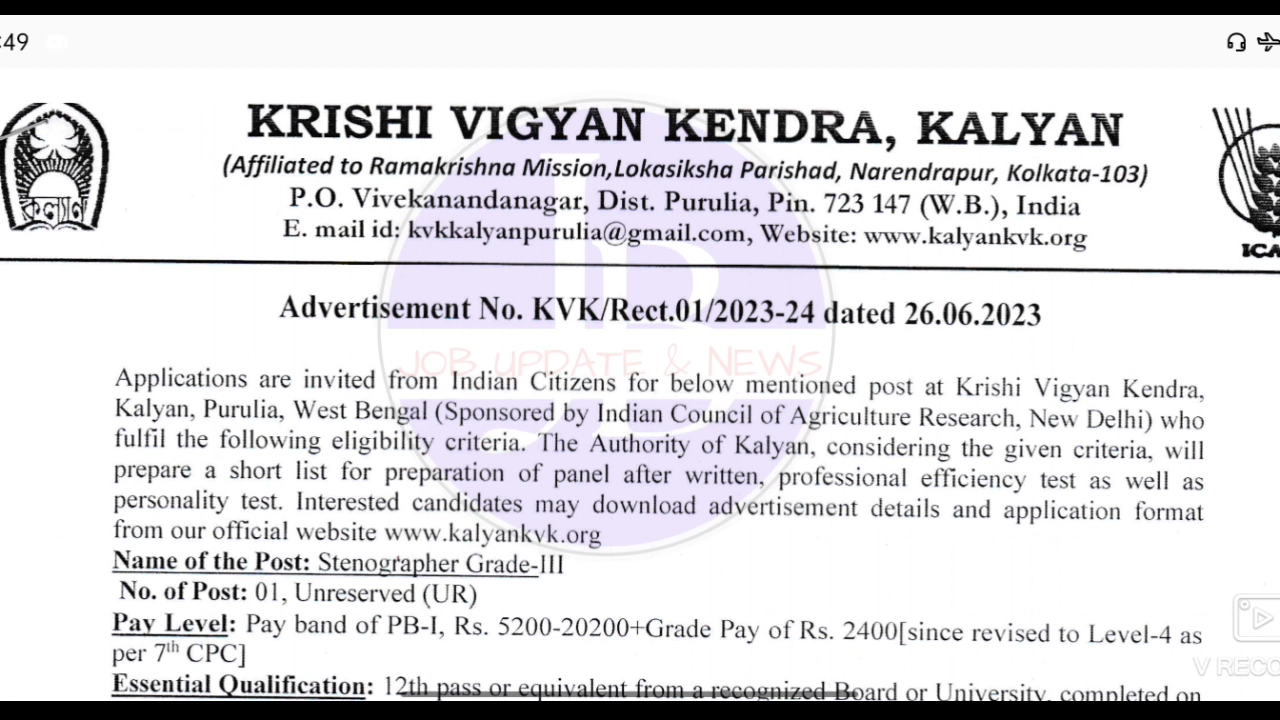 :49
KRISHI VIGYAN KENDRA, KALYAN
(Affiliated to Ramakrishna Mission,Lokasiksha Parishad, Narendrapur, Kolkata-103)
P.O. Vivekanandanagar, Dist. Purulia, Pin. 723 147 (W.B.), India
E. mail id: kvkkalyanpurulia@gmail.com, Website: www.kalyankvk.org
কল্যাণ
ICA
Advertisement No. KVK/Rect.01/2023-24 dated 26.06.2023
JOB UPDATE & NEWS
Applications are invited from Indian Citizens for below mentioned post at Krishi Vigyan Kendra,
Kalyan, Purulia, West Bengal (Sponsored by Indian Council of Agriculture Research, New Delhi) who
fulfil the following eligibility criteria. The Authority of Kalyan, considering the given criteria, will
prepare a short list for preparation of panel after written, professional efficiency test as well as
personality test. Interested candidates may download advertisement details and application format
from our official website www.kalyankvk.org
Name of the Post: Stenographer Grade-III
No. of Post: 01, Unreserved (UR)
Pay Level: Pay band of PB-I, Rs. 5200-20200+Grade Pay of Rs. 2400[since revised to Level-4 as
per 7th CPC]
V RECO
Essential Qualification: 12th pass or equivalent from a recognized Board or University, completed on